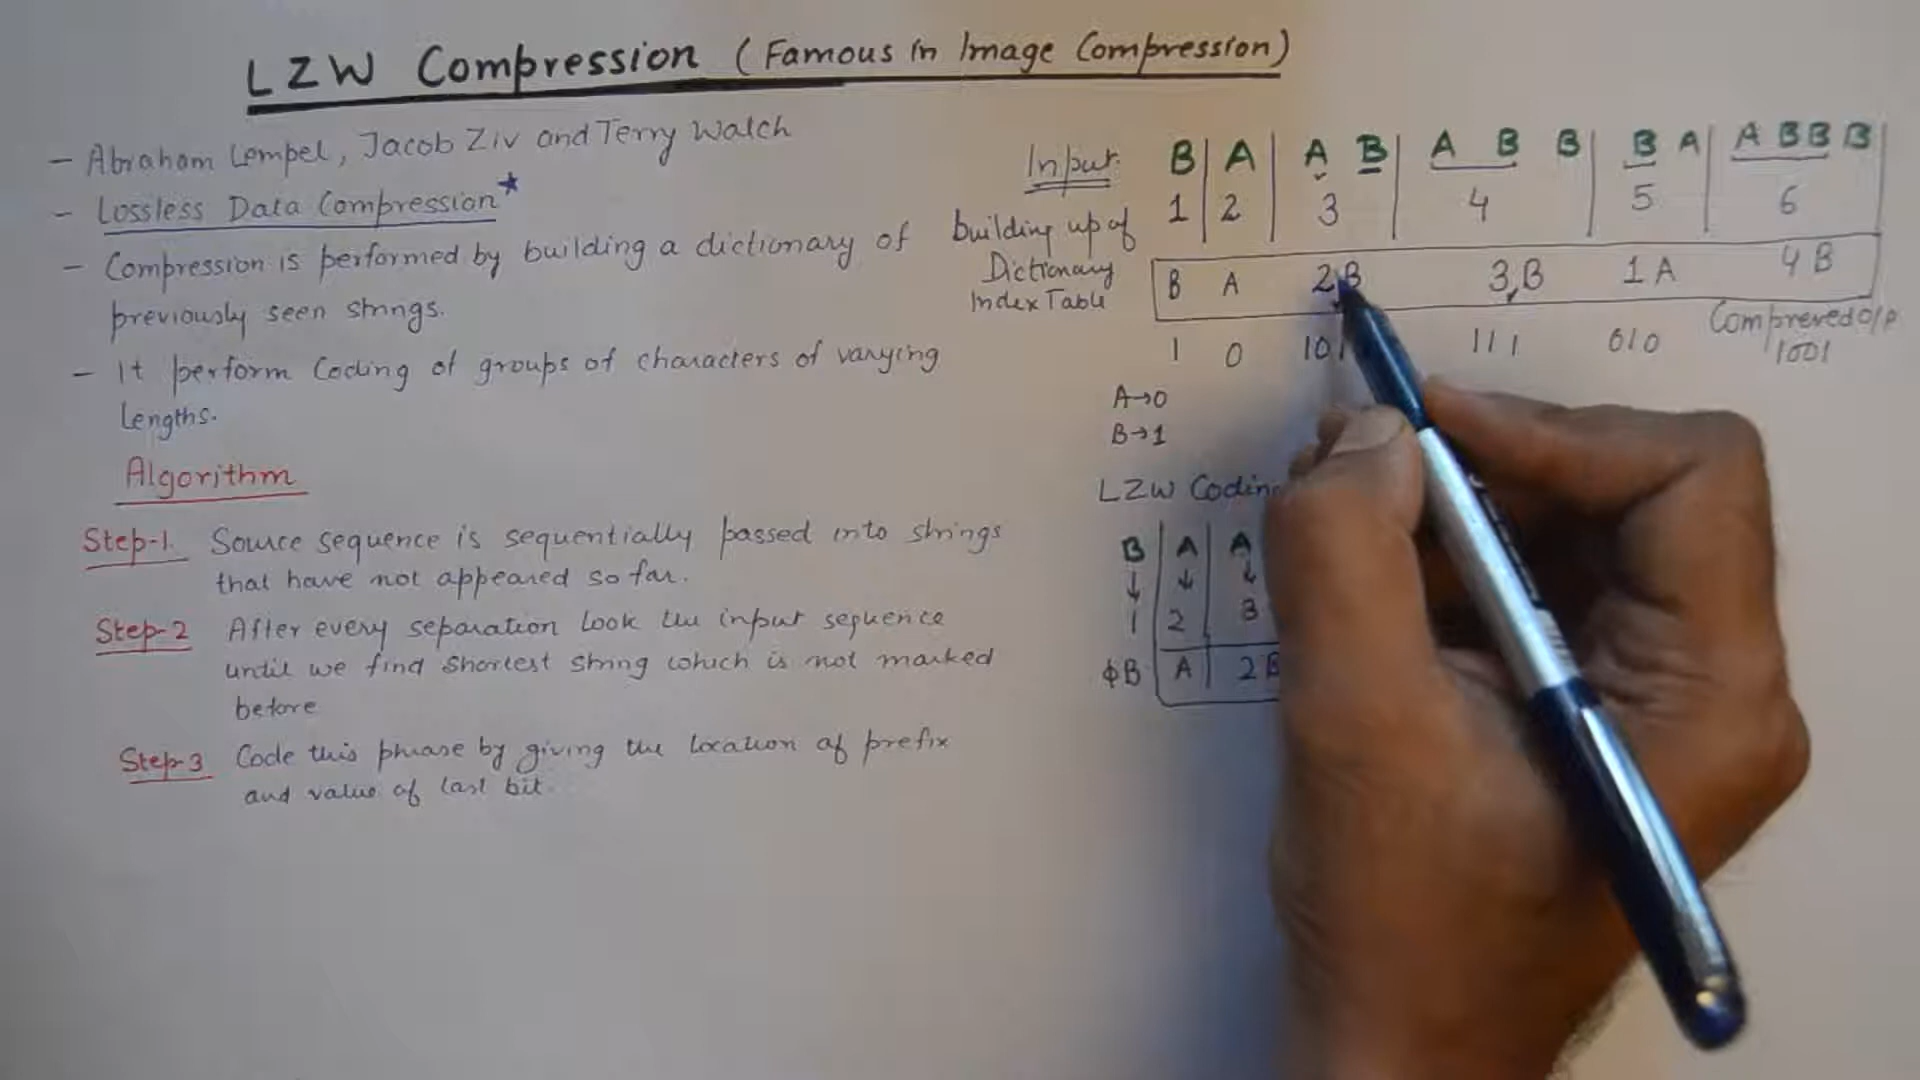 LZW Compression (Famous in Image Compression)
- Abraham Lempel, Jacob Ziv and Terry Walch
- Lossless Data Compression*
- Compression is performed by building a dictionary of
previously seen strings.
- It perform Coding of groups of characters of varying
lengths.
Algorithm
Step-1. Source sequence is sequentially passed into strings
that have not appeared so far.
Step-2 After every separation Look the input sequence
until we find shortest string which is not marked
before
Step-3 Code this phrase by giving the location of prefix
and value of last bit.
Input: B | A | A B | A B B | B A | A B B B |
1 2 3 4 5 6
building up of
Dictionary
Index Table
B A 2B 3,B 1A 4B
Compressed o/p
1 0 101 111 010 1001
A→0
B→1
LZW Coding
B | A | A
↓ ↓ ↓
1 2 3
φB A 2B